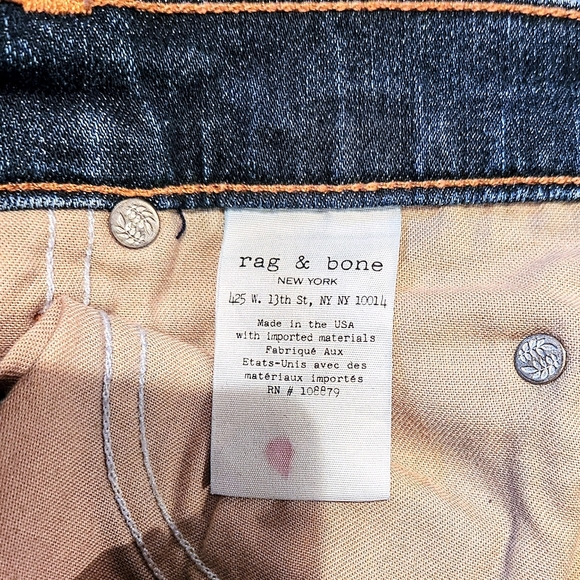 rag & bone
NEW YORK
425 W. 13th St, NY NY 10014
Made in the USA
with imported materials
Fabriqué Aux
Etats-Unis avec des
matériaux importés
RN # 108879